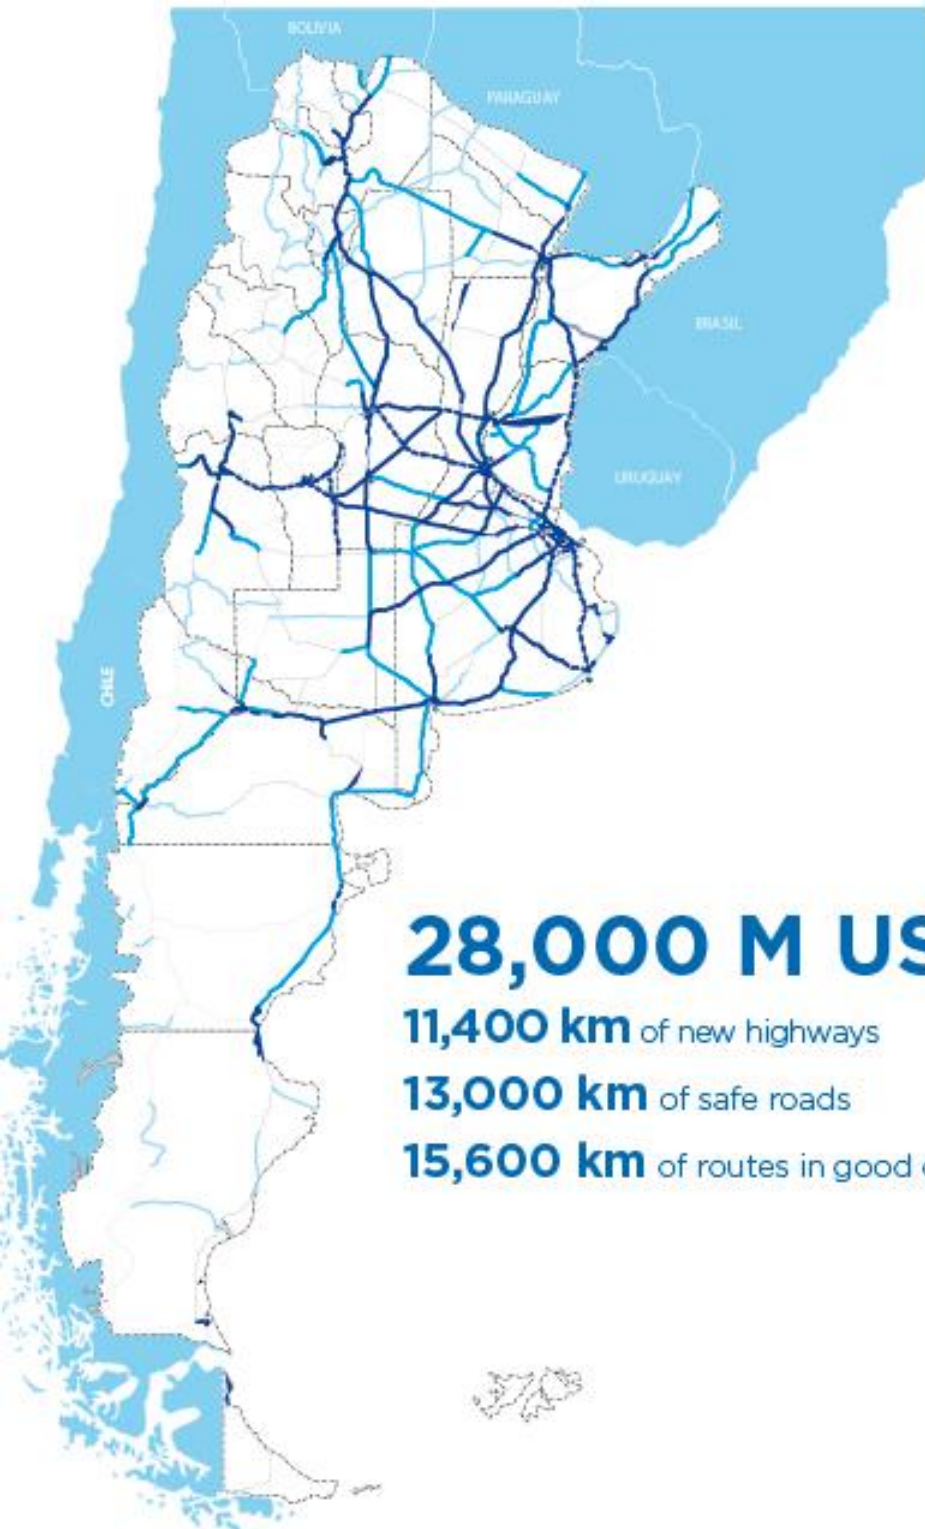 BOLIVIA
PARAGUAY
BRASIL
URUGUAY
CHILE
28,000 M US
11,400 km of new highways
13,000 km of safe roads
15,600 km of routes in good